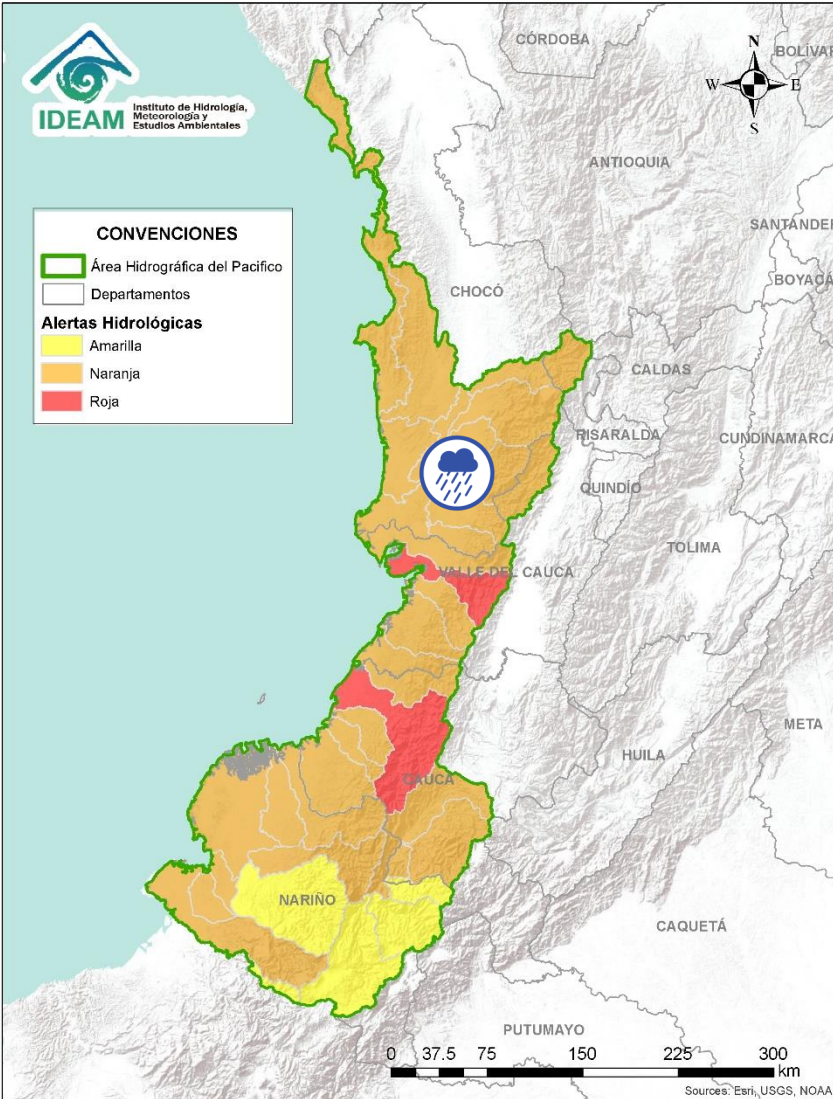 IDEAM
Instituto de Hidrología,
Meteorología y
Estudios Ambientales
CONVENCIONES
Área Hidrográfica del Pacifico
Departamentos
Alertas Hidrológicas
Amarilla
Naranja
Roja
N
W
E
S
CÓRDOBA
BOLÍVAR
ANTIOQUIA
SANTANDER
BOYACÁ
CHOCÓ
CALDAS
RISARALDA
CUNDINAMARCA
QUINDÍO
TOLIMA
VALLE DEL CAUCA
META
HUILA
CAUCA
NARIÑO
CAQUETÁ
PUTUMAYO
0 37.5 75 150 225 300
km
Sources: Esri, USGS, NOAA